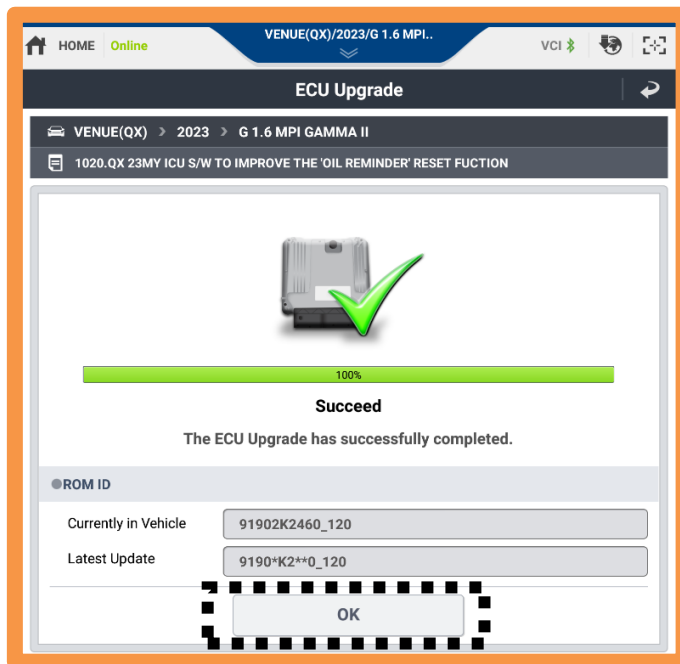 VENUE(QX)/2023/G 1.6 MPI..
HOME Online VCI
ECU Upgrade
VENUE(QX) > 2023 > G 1.6 MPI GAMMA II
1020.QX 23MY ICU S/W TO IMPROVE THE 'OIL REMINDER' RESET FUCTION
100%
Succeed
The ECU Upgrade has successfully completed.
ROM ID
Currently in Vehicle 91902K2460_120
Latest Update 9190*K2**0_120
OK